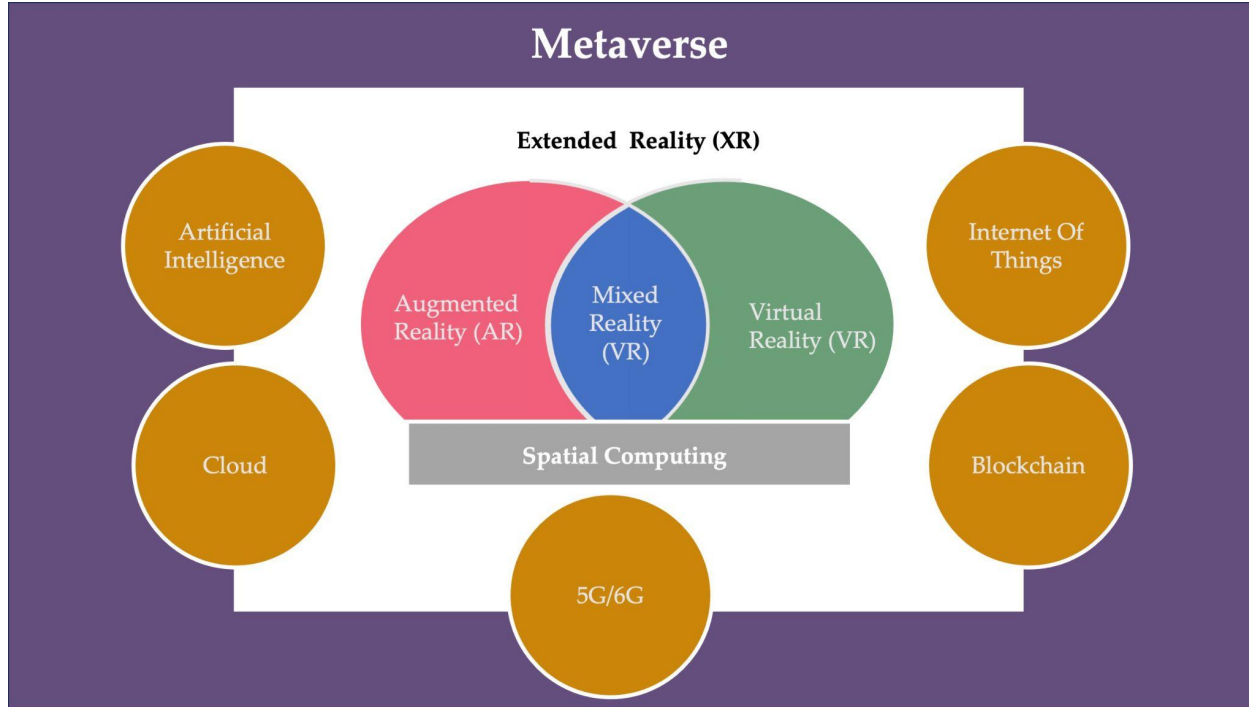 Metaverse
Extended Reality (XR)
Artificial
Intelligence
Internet Of
Things
Augmented
Reality (AR)
Mixed
Reality
(VR)
Virtual
Reality (VR)
Cloud
Spatial Computing
Blockchain
5G/6G